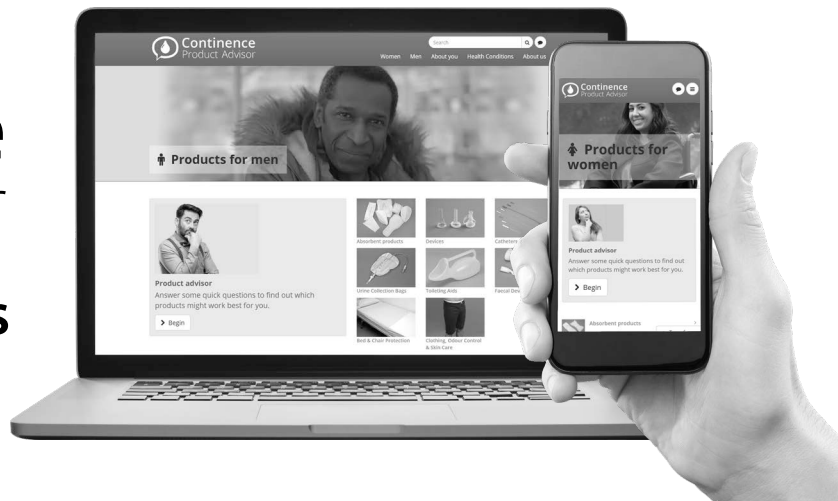 Continence
Product Advisor
Search
Women Men About you Health Conditions About us
Products for men
Product advisor
Answer some quick questions to find out which
products might work best for you.
Begin
Absorbent products
Devices
Catheters
Urine Collection Bags
Toileting Aids
Faecal Dev
Bed & Chair Protection
Clothing, Odour Control
& Skin Care
Continence
Product Advisor
Products for
women
Product advisor
Answer some quick questions to find out
which products might work best for you.
Begin
Absorbent products
e
s